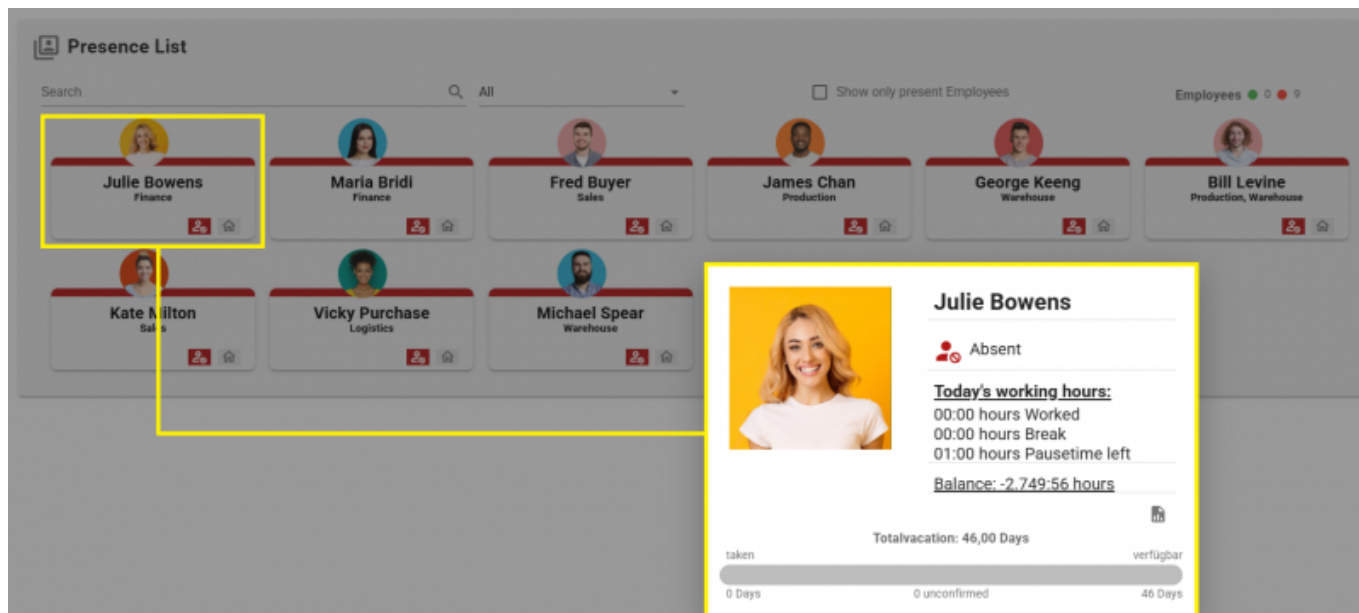 Presence List
Search All Show only present Employees Employees 0 9
Julie Bowens Maria Bridi Fred Buyer James Chan George Keeng Bill Levine
Finance Finance Sales Production Warehouse Production, Warehouse
Kate Milton Vicky Purchase Michael Spear
Sales Logistics Warehouse
Julie Bowens
Absent
Today's working hours:
00:00 hours Worked
00:00 hours Break
01:00 hours Pausetime left
Balance: -2.749:56 hours
Totalvacation: 46,00 Days
taken verfügbar
0 Days 0 unconfirmed 46 Days